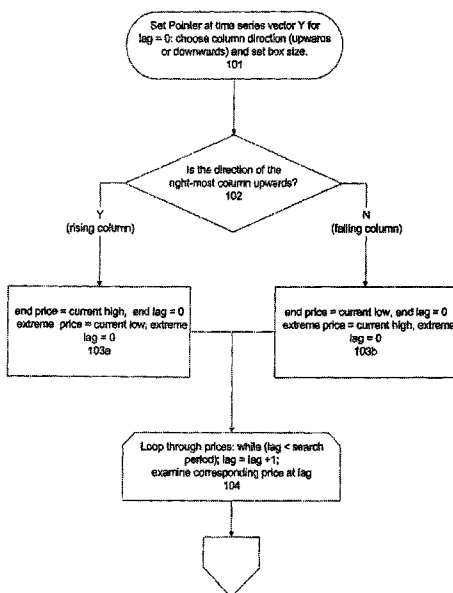 Set Pointer at time series vector Y for
lag = 0: choose column direction (upwards
or downwards) and set box size.
101
Is the direction of the
right-most column upwards?
102
Y
(rising column)
N
(falling column)
end price = current high, end lag = 0
extreme price = current low, extreme
lag = 0
103a
end price = current low, end lag = 0
extreme price = current high, extreme
lag = 0
103b
Loop through prices: while (lag < search
period); lag = lag +1;
examine corresponding price at lag
104